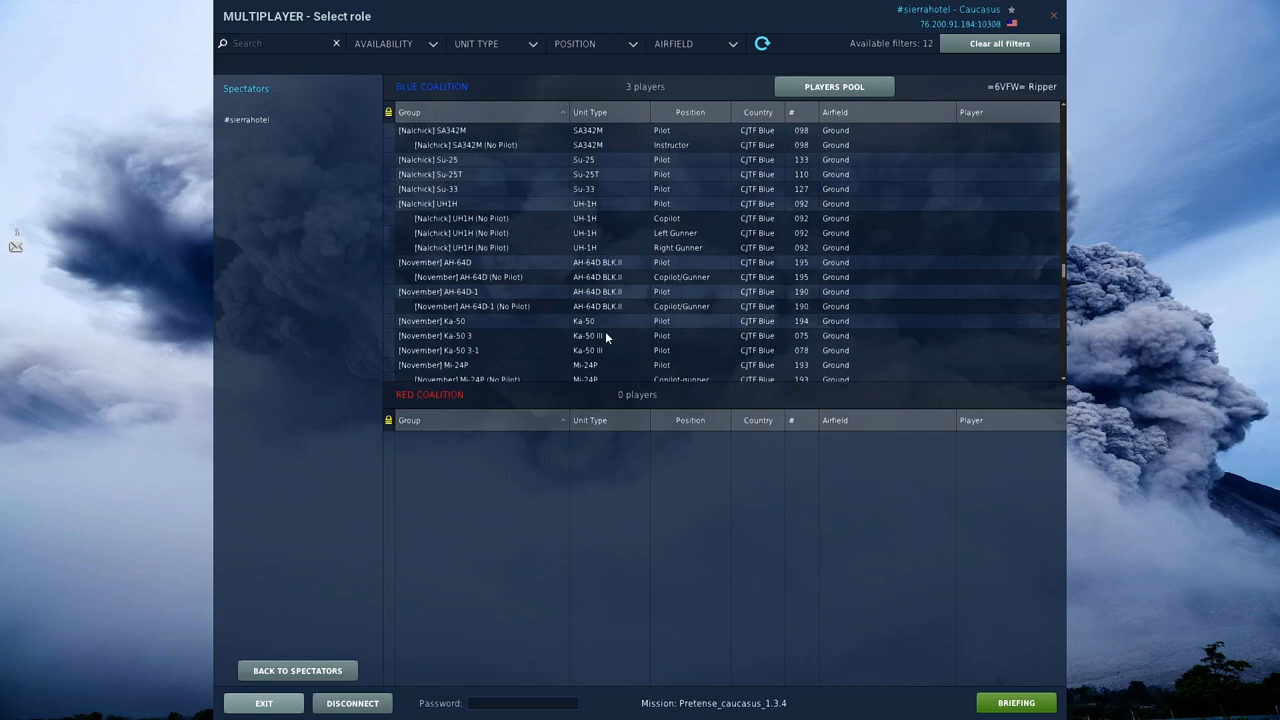 MULTIPLAYER - Select role
#sierrahotel - Caucasus
76.200.91.184:10308
Search
AVAILABILITY
UNIT TYPE
POSITION
AIRFIELD
Available filters: 12
Clear all filters
Spectators
#sierrahotel
BLUE COALITION 3 players PLAYERS POOL =6VFW= Ripper
Group Unit Type Position Country # Airfield Player
[Nalchick] SA342M SA342M Pilot CJTF Blue 098 Ground
[Nalchick] SA342M (No Pilot) SA342M Instructor CJTF Blue 098 Ground
[Nalchick] Su-25 Su-25 Pilot CJTF Blue 133 Ground
[Nalchick] Su-25T Su-25T Pilot CJTF Blue 110 Ground
[Nalchick] Su-33 Su-33 Pilot CJTF Blue 127 Ground
[Nalchick] UH1H UH-1H Pilot CJTF Blue 092 Ground
[Nalchick] UH1H (No Pilot) UH-1H Copilot CJTF Blue 092 Ground
[Nalchick] UH1H (No Pilot) UH-1H Left Gunner CJTF Blue 092 Ground
[Nalchick] UH1H (No Pilot) UH-1H Right Gunner CJTF Blue 092 Ground
[November] AH-64D AH-64D BLK.II Pilot CJTF Blue 195 Ground
[November] AH-64D (No Pilot) AH-64D BLK.II Copilot/Gunner CJTF Blue 195 Ground
[November] AH-64D-1 AH-64D BLK.II Pilot CJTF Blue 190 Ground
[November] AH-64D-1 (No Pilot) AH-64D BLK.II Copilot/Gunner CJTF Blue 190 Ground
[November] Ka-50 Ka-50 Pilot CJTF Blue 194 Ground
[November] Ka-50 3 Ka-50 III Pilot CJTF Blue 075 Ground
[November] Ka-50 3-1 Ka-50 III Pilot CJTF Blue 078 Ground
[November] Mi-24P Mi-24P Pilot CJTF Blue 193 Ground
[November] Mi-24P (No Pilot) Mi-24P Copilot-gunner CJTF Blue 193 Ground
RED COALITION 0 players
Group Unit Type Position Country # Airfield Player
BACK TO SPECTATORS
EXIT
DISCONNECT
Password:
Mission: Pretense_caucasus_1.3.4
BRIEFING